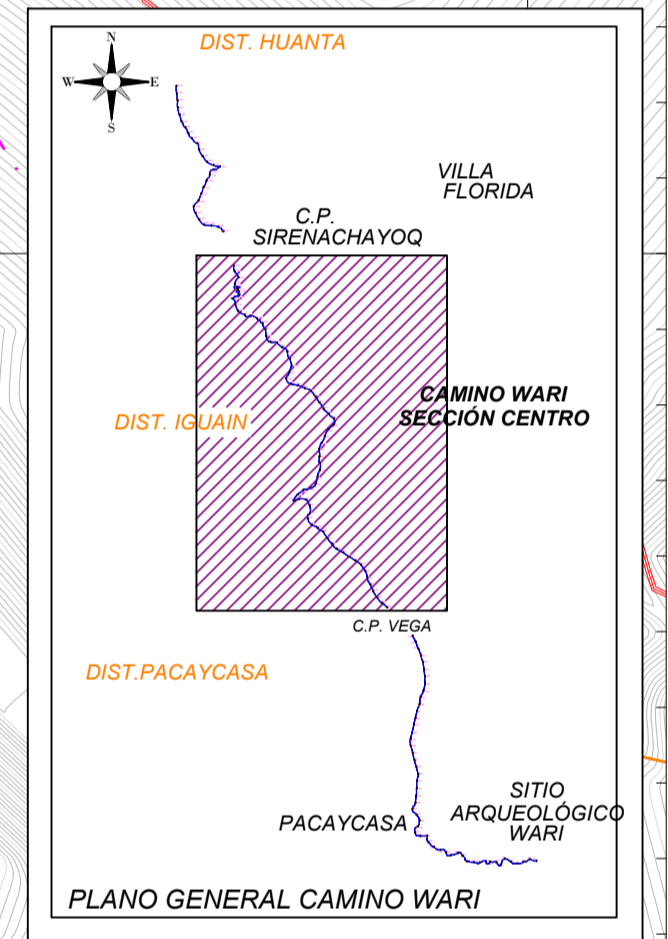 DIST. HUANTA
N
W
E
S
VILLA
FLORIDA
C.P.
SIRENACHAYOQ
CAMINO WARI
SECCIÓN CENTRO
DIST. IGUAIN
C.P. VEGA
DIST.PACAYCASA
SITIO
ARQUEOLÓGICO
WARI
PACAYCASA
PLANO GENERAL CAMINO WARI